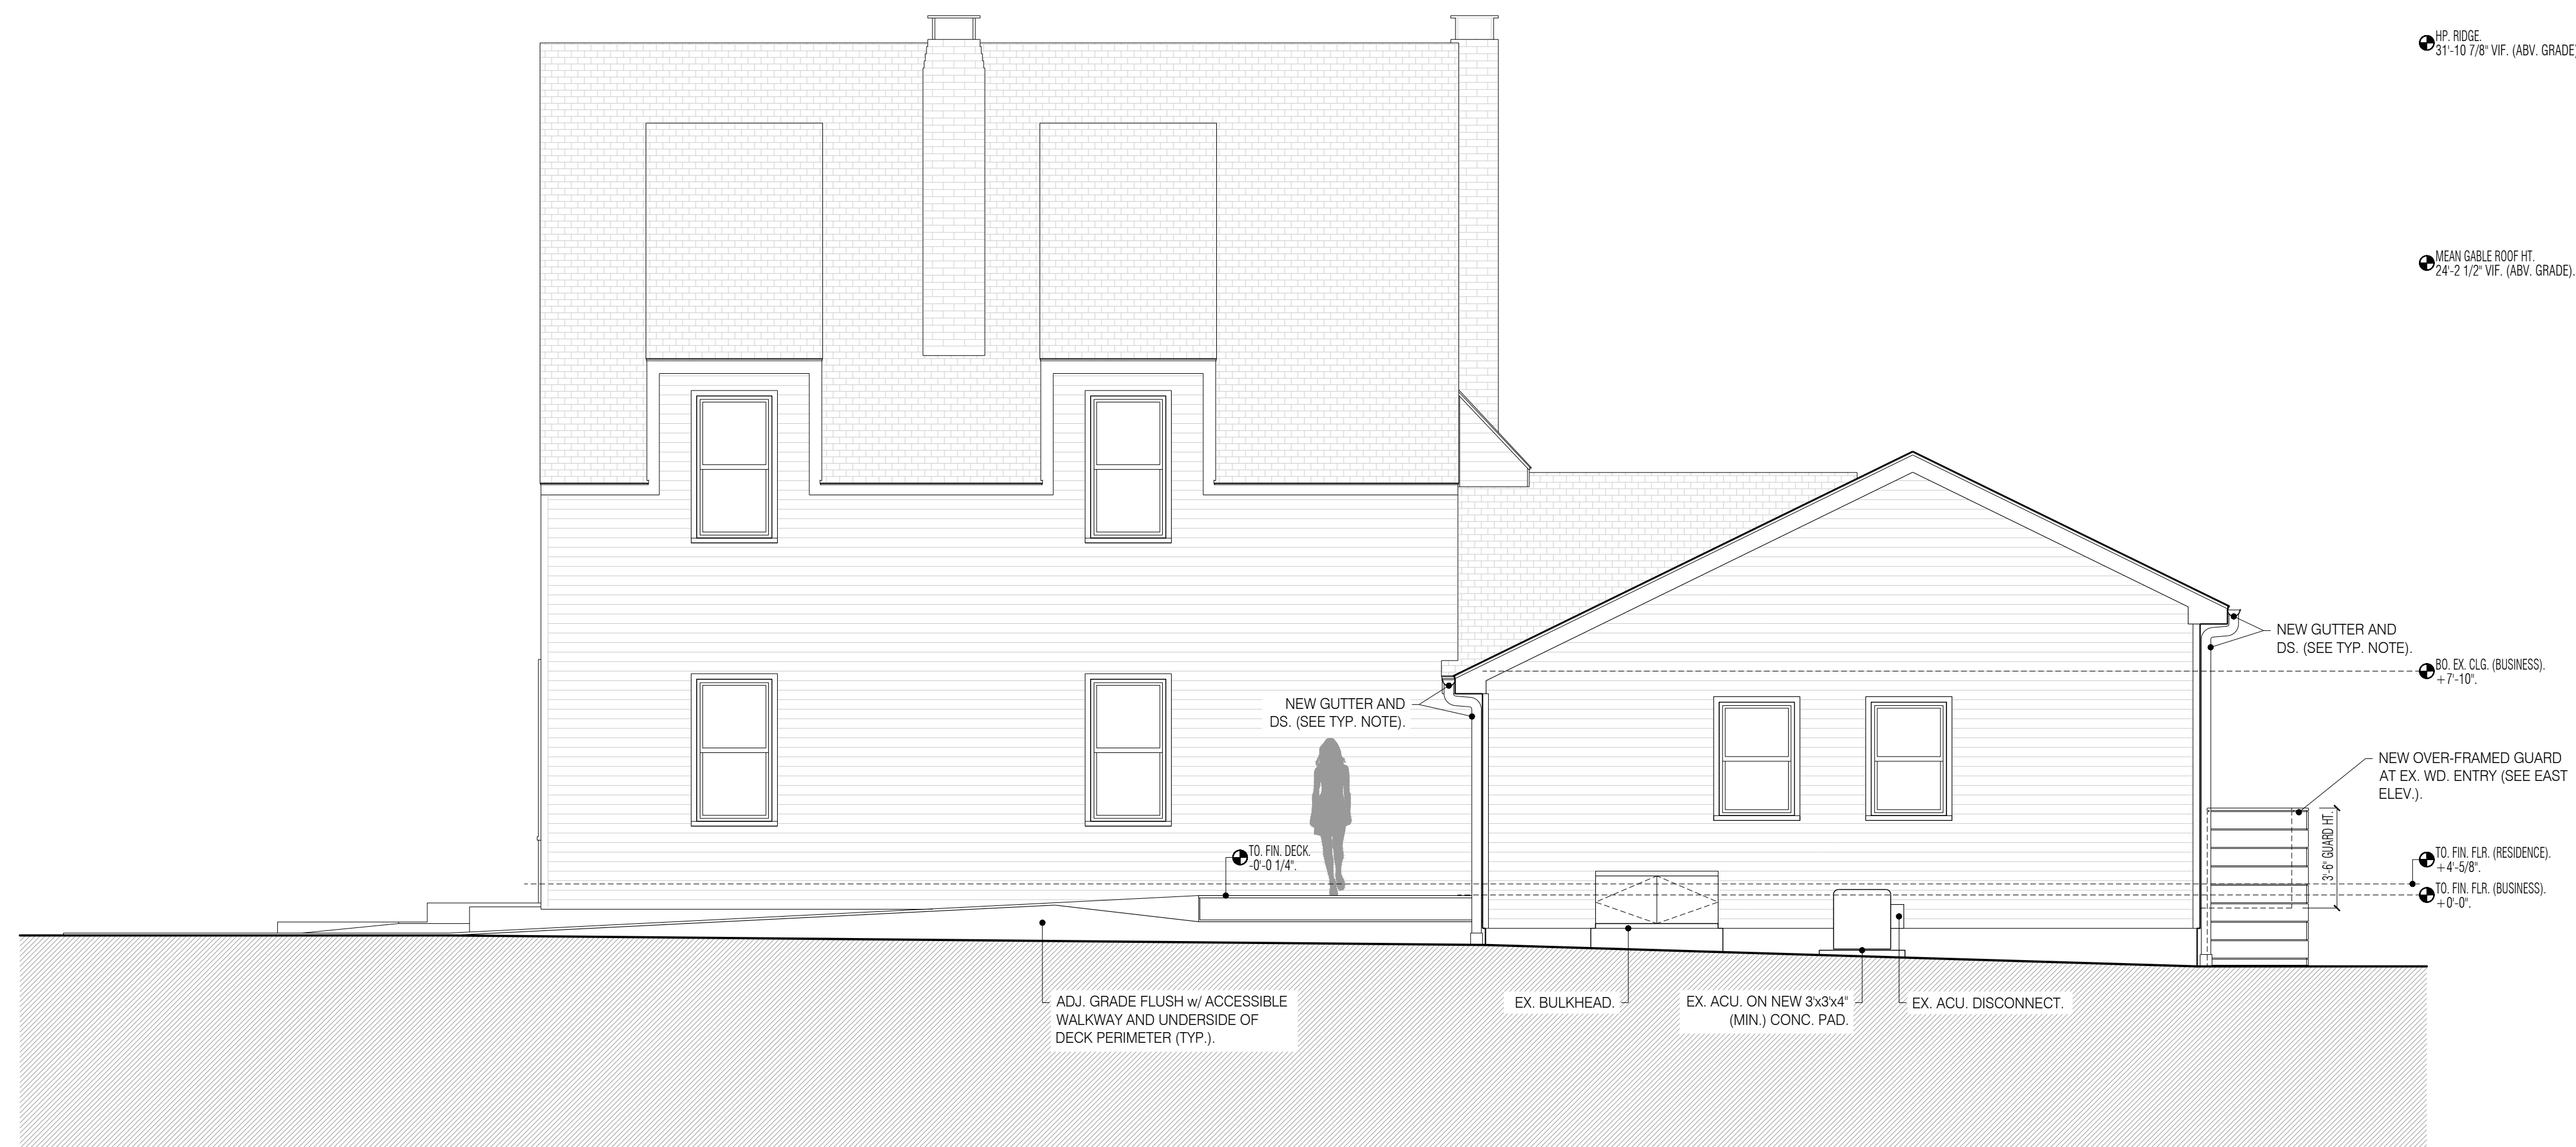 HP. RIDGE.
31'-10 7/8" VIF. (ABV. GRADE)
MEAN GABLE ROOF HT.
24'-2 1/2" VIF. (ABV. GRADE).
NEW GUTTER AND
DS. (SEE TYP. NOTE).
BO. EX. CLG. (BUSINESS).
+7'-10".
NEW GUTTER AND
DS. (SEE TYP. NOTE).
NEW OVER-FRAMED GUARD
AT EX. WD. ENTRY (SEE EAST
ELEV.).
3'-6" GUARD HT.
TO. FIN. DECK.
-0'-0 1/4".
TO. FIN. FLR. (RESIDENCE).
+4'-5/8".
TO. FIN. FLR. (BUSINESS).
+0'-0".
ADJ. GRADE FLUSH w/ ACCESSIBLE
WALKWAY AND UNDERSIDE OF
DECK PERIMETER (TYP.).
EX. BULKHEAD.
EX. ACU. ON NEW 3'x3'x4"
(MIN.) CONC. PAD.
EX. ACU. DISCONNECT.